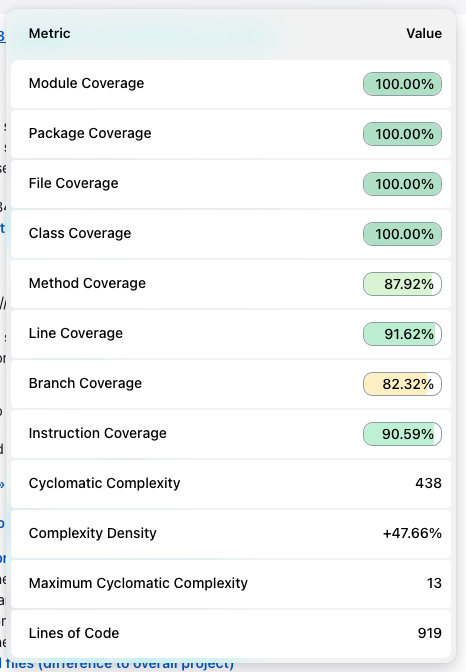 Metric Value
Module Coverage 100.00%
Package Coverage 100.00%
File Coverage 100.00%
Class Coverage 100.00%
Method Coverage 87.92%
Line Coverage 91.62%
Branch Coverage 82.32%
Instruction Coverage 90.59%
Cyclomatic Complexity 438
Complexity Density +47.66%
Maximum Cyclomatic Complexity 13
Lines of Code 919
files (difference to overall project)